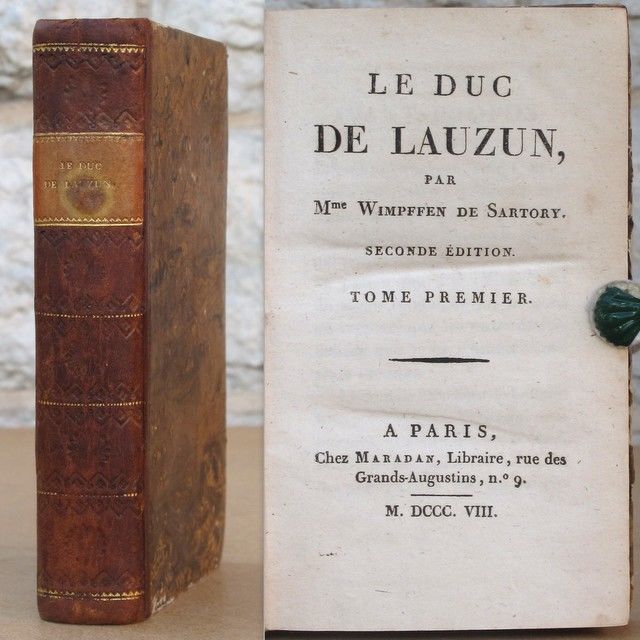 LE DUC
DE LAUZUN.
LE DUC
DE LAUZUN,
PAR
Mme WIMPFFEN DE SARTORY.
SECONDE ÉDITION.
TOME PREMIER.
A PARIS,
Chez MARADAN, Libraire, rue des
Grands-Augustins, n.º 9.
M. DCCC. VIII.